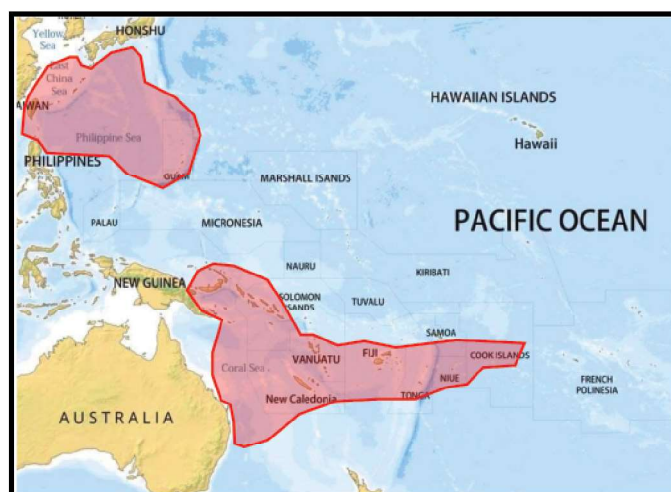 Yellow
Sea
HONSHU
East
China
Sea
AIWAN
Philippine Sea
PHILIPPINES
GUAM
HAWAIIAN ISLANDS
Hawaii
MARSHALL ISANDS
PALAU
MICRONESIA
PACIFIC OCEAN
NEW GUINEA
NAURU
KIRIBATI
SOLOMON
ISANDS
TUVALU
SAMOA
Coral Sea
VANUATU
FIJI
COOK ISLANDS
NIUE
FRENCH
POLINESIA
New Caledonia
TONGA
AUSTRALIA